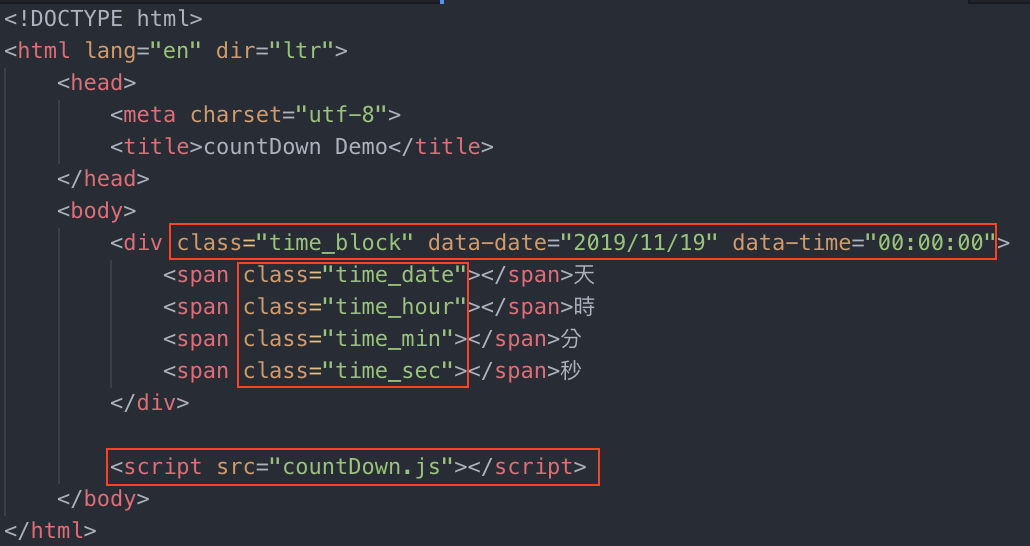 <!DOCTYPE html>
<html lang="en" dir="ltr">
    <head>
        <meta charset="utf-8">
        <title>countDown Demo</title>
    </head>
    <body>
        <div class="time_block" data-date="2019/11/19" data-time="00:00:00">
            <span class="time_date"></span>天
            <span class="time_hour"></span>時
            <span class="time_min"></span>分
            <span class="time_sec"></span>秒
        </div>

        <script src="countDown.js"></script>
    </body>
</html>